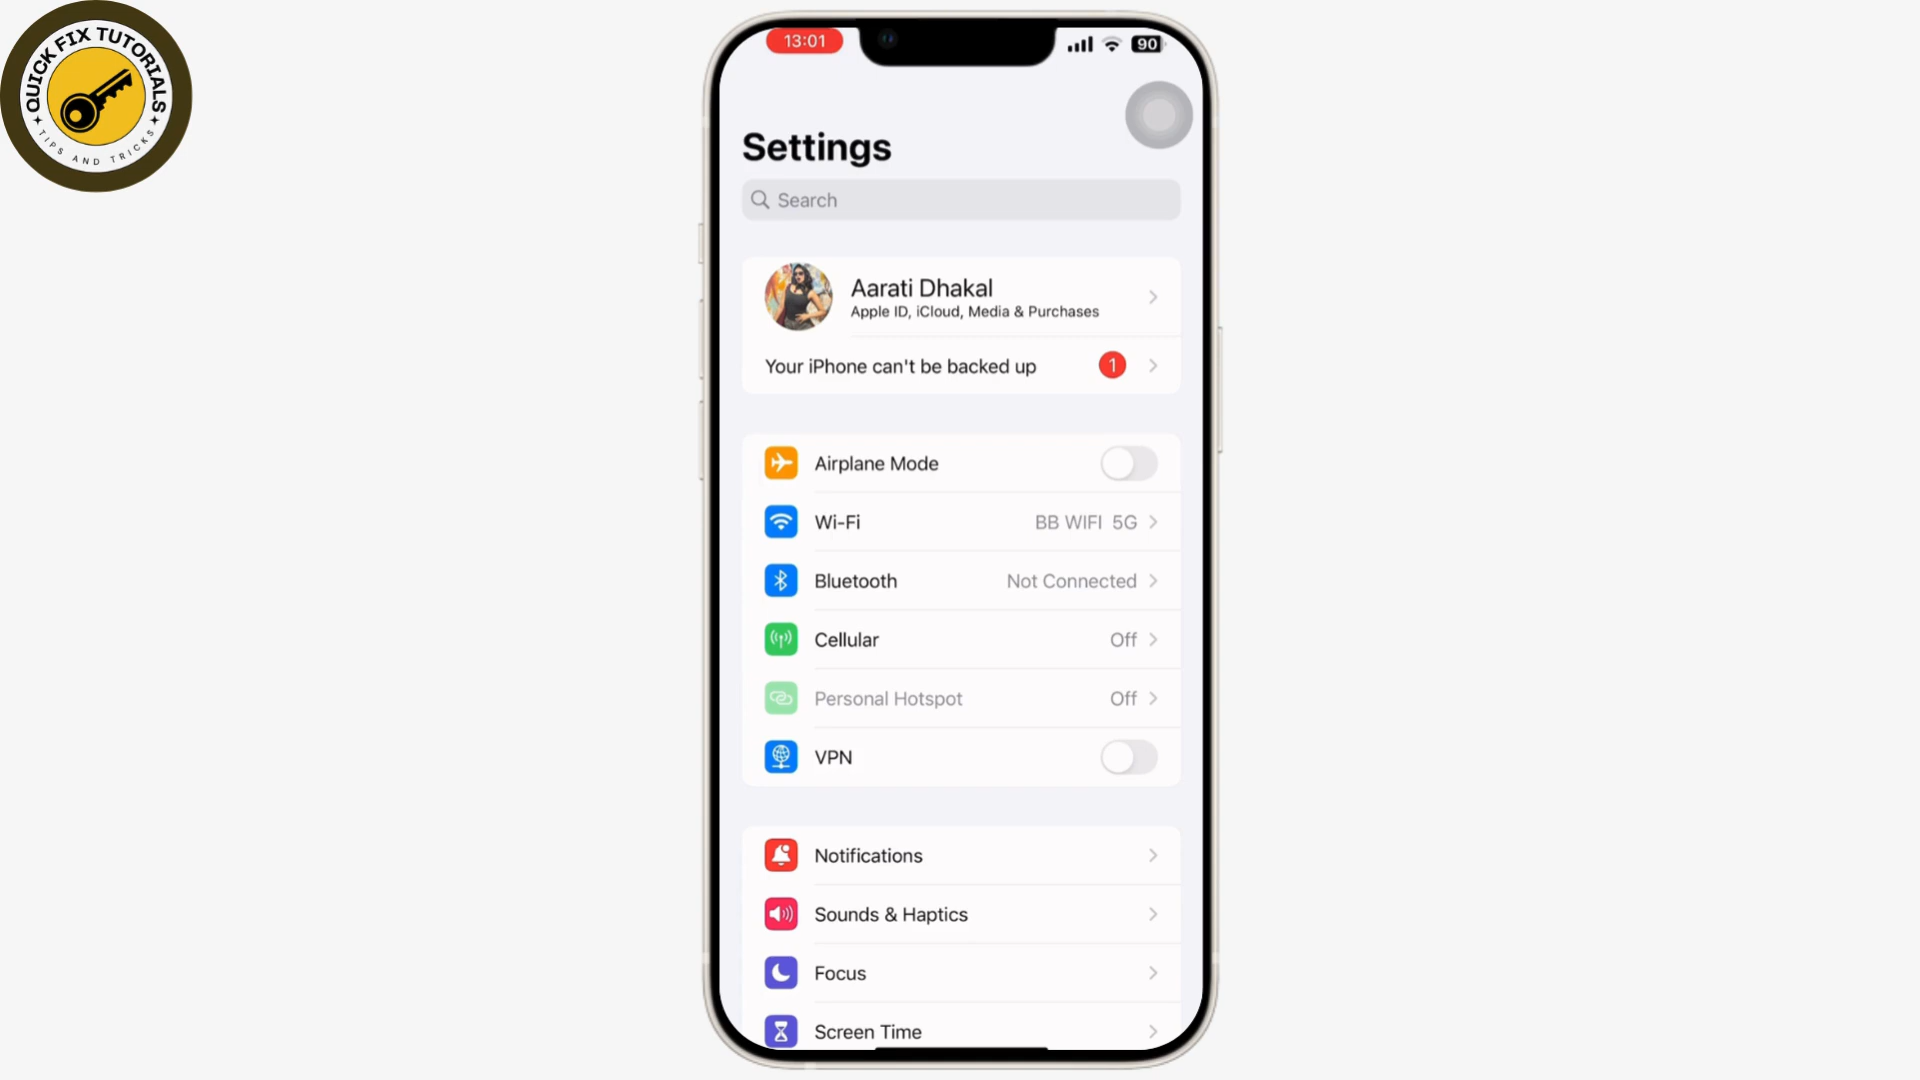 QUICK FIX TUTORIALS
TIPS AND TRICKS
13:01
90
Settings
Search
Aarati Dhakal
Apple ID, iCloud, Media & Purchases
Your iPhone can't be backed up
1
Airplane Mode
Wi-Fi
BB WIFI 5G
Bluetooth
Not Connected
Cellular
Off
Personal Hotspot
Off
VPN
Notifications
Sounds & Haptics
Focus
Screen Time